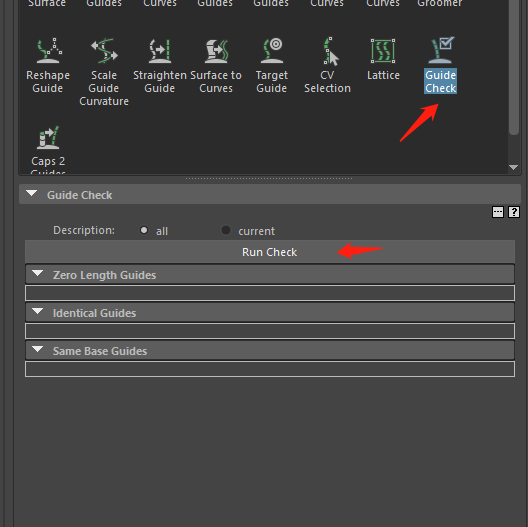 Surface Guides Curves Guides Guides Curves Curves Groomer
Reshape Scale Straighten Surface to Target CV Lattice Guide
Guide Guide Guide Curves Guide Selection Check
Curvature
Caps 2
Guides
Guide Check
Description: all current
Run Check
Zero Length Guides
Identical Guides
Same Base Guides